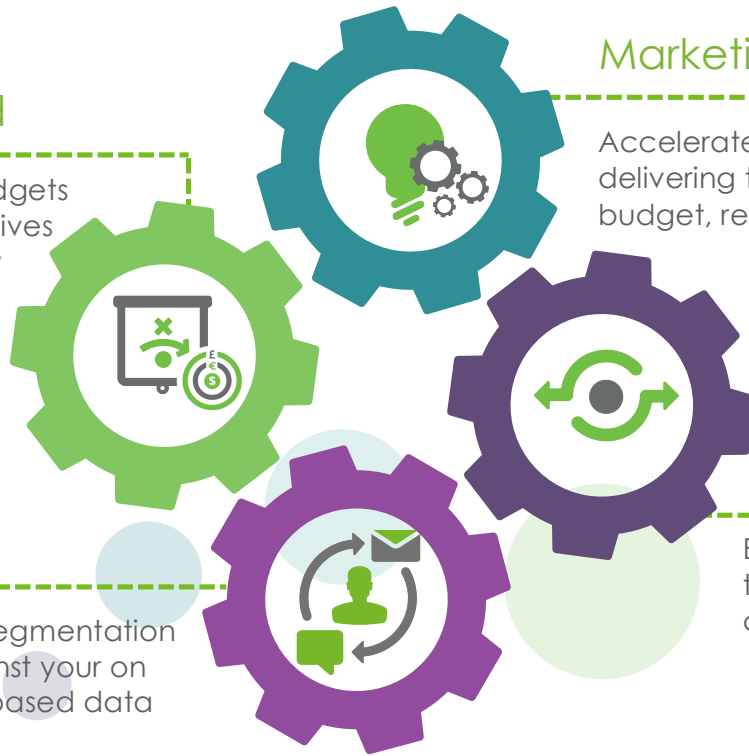 Marketi
Accelerate
delivering t
budget, re
d
dgets
ives
£
€
$
egmentation
nst your on
based data